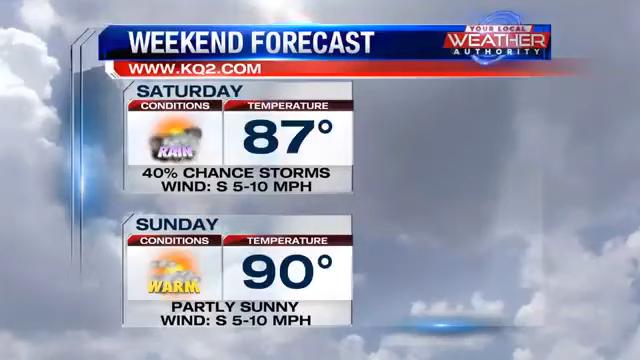 WEEKEND FORECAST
YOUR LOCAL
WEATHER
AUTHORITY
WWW.KQ2.COM
SATURDAY
CONDITIONS TEMPERATURE
RAIN 87°
40% CHANCE STORMS
WIND: S 5-10 MPH
SUNDAY
CONDITIONS TEMPERATURE
WARM 90°
PARTLY SUNNY
WIND: S 5-10 MPH